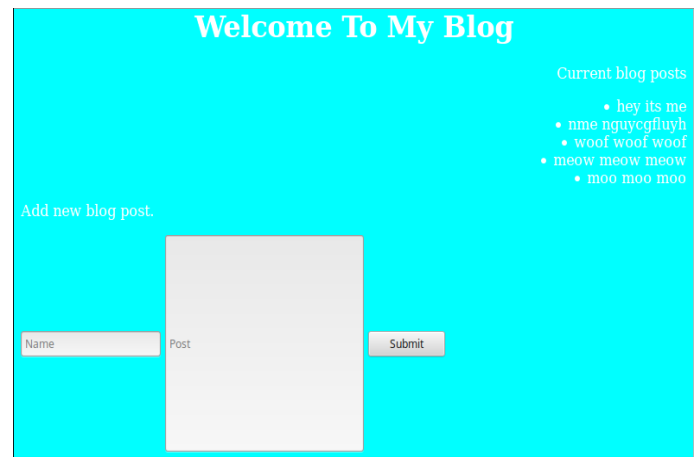 Welcome To My Blog
Current blog posts
• hey its me
• nme nguycgfluyh
• woof woof woof
• meow meow meow
• moo moo moo
Add new blog post.
Name Post Submit